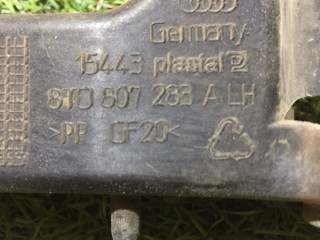 Germany
15443 plastal
8T0 807 283 A LH
>PP GF20<